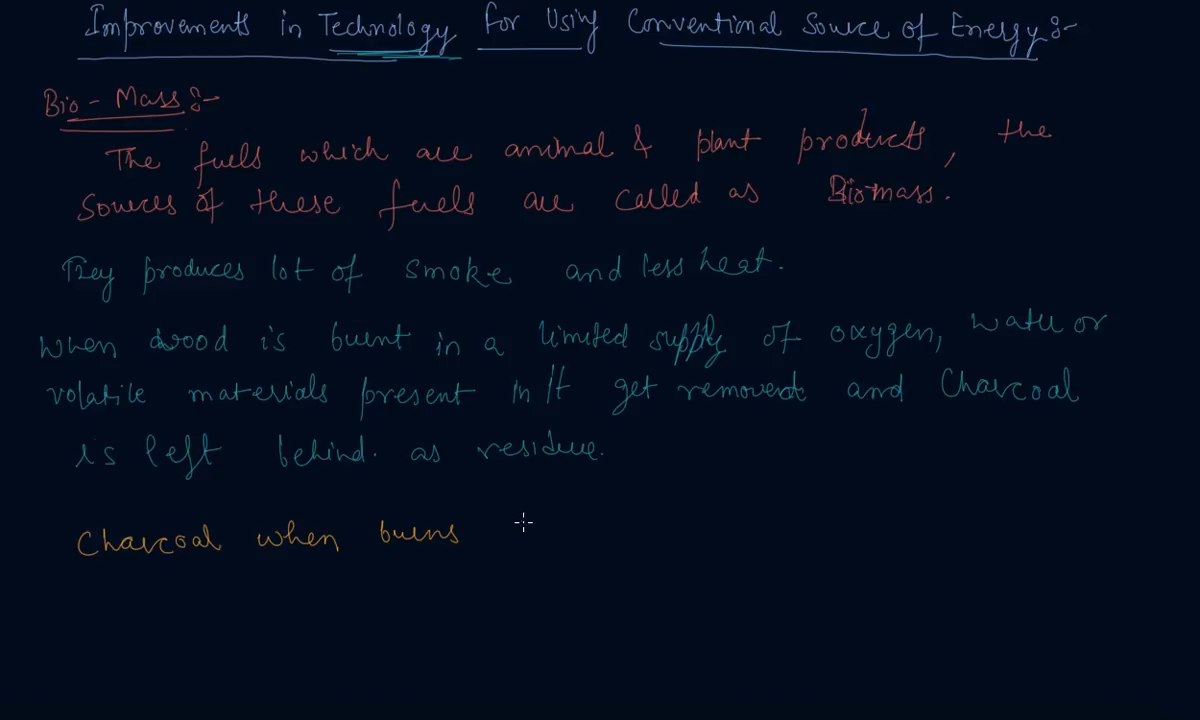 Improvements in Technology For Using Conventional Source of Energy:-
Bio-Mass:-
The fuels which are animal & plant products, the
sources of these fuels are called as Biomass.
They produces lot of smoke and less heat.
when wood is burnt in a limited supply of oxygen, water or
volatile materials present in it get removed and Charcoal
is left behind. as residue.
Charcoal when burns